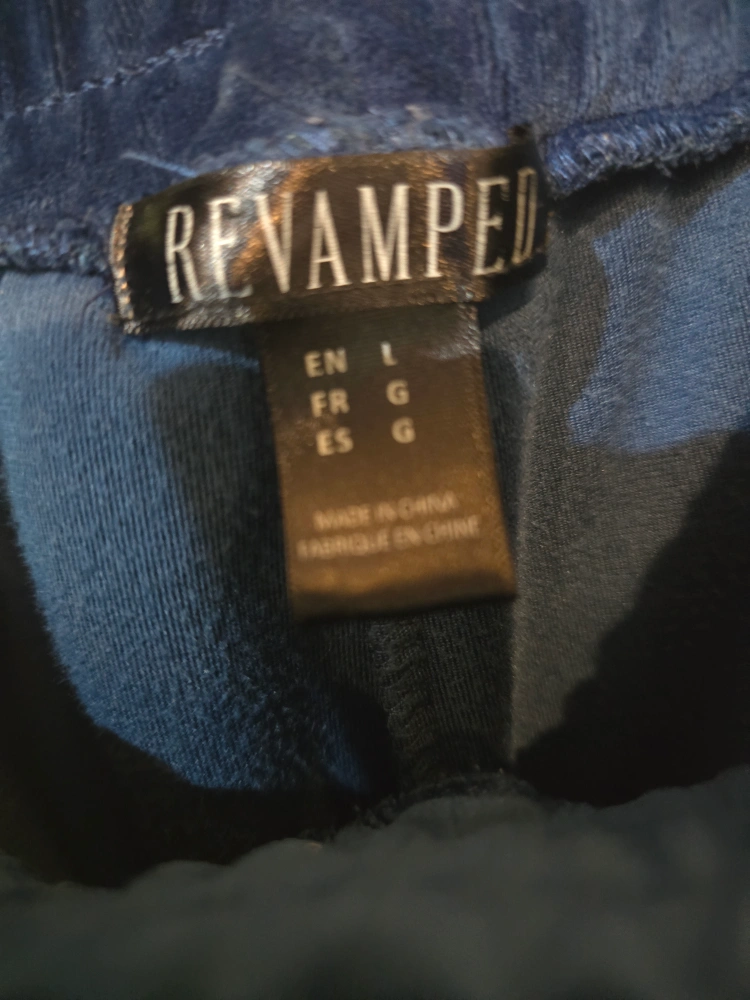 REVAMPED
EN L
FR G
ES G
MADE IN CHINA
FABRIQUÉ EN CHINE